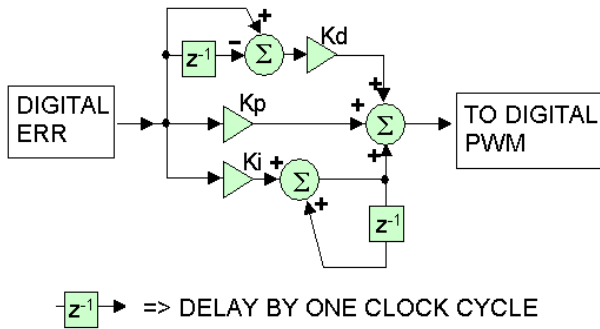 +
Kd
z-1
−
Σ
+
DIGITAL
ERR
Kp
+
Σ
TO DIGITAL
PWM
+
Ki
+
Σ
+
z-1
z-1 => DELAY BY ONE CLOCK CYCLE